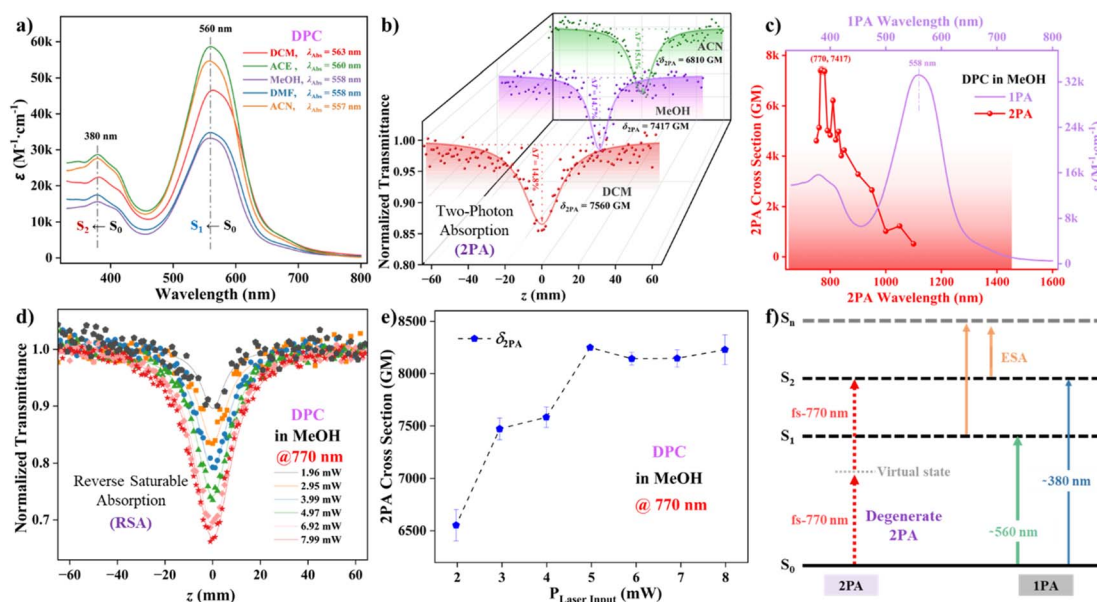 a)
560 nm
DPC
DCM, λAbs = 563 nm
ACE, λAbs = 560 nm
MeOH, λAbs = 558 nm
DMF, λAbs = 558 nm
ACN, λAbs = 557 nm
380 nm
S2 ← S0
S1 ← S0
60k
50k
40k
30k
20k
10k
0
ε (M-1·cm-1)
400 500 600 700 800
Wavelength (nm)
b)
ACN
δ2PA = 6810 GM
MeOH
δ2PA = 7417 GM
ΔT = 14.8%
DCM
δ2PA = 7560 GM
Two-Photon
Absorption
(2PA)
1.00
0.95
0.90
0.85
0.80
Normalized Transmittance
−60 −40 −20 0 20 40 60
z (mm)
c)
1PA Wavelength (nm)
400 500 600 700 800
(770, 7417)
558 nm
DPC in MeOH
1PA
2PA
8k
6k
4k
2k
0
2PA Cross Section (GM)
32k
24k
16k
8k
0
ε (M-1·cm-1)
800 1000 1200 1400 1600
2PA Wavelength (nm)
d)
DPC
in MeOH
@770 nm
1.96 mW
2.95 mW
3.99 mW
4.97 mW
6.92 mW
7.99 mW
Reverse Saturable
Absorption
(RSA)
1.0
0.9
0.8
0.7
Normalized Transmittance
−60 −40 −20 0 20 40 60
z (mm)
e)
δ2PA
DPC
in MeOH
@ 770 nm
8500
8000
7500
7000
6500
6000
2PA Cross Section (GM)
2 3 4 5 6 7 8
PLaser Input (mW)
f)
Sn
ESA
S2
fs-770 nm
S1
Virtual state
~380 nm
fs-770 nm
Degenerate
2PA
~560 nm
S0
2PA
1PA